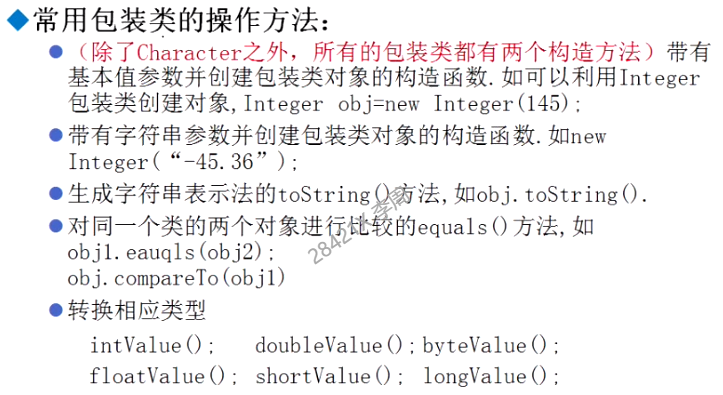 常用包装类的操作方法:
(除了Character之外, 所有的包装类都有两个构造方法) 带有
基本值参数并创建包装类对象的构造函数.如可以利用Integer
包装类创建对象,Integer obj=new Integer(145);
带有字符串参数并创建包装类对象的构造函数.如new
Integer(“-45.36”);
生成字符串表示法的toString()方法,如obj.toString().
对同一个类的两个对象进行比较的equals()方法,如
obj1.eauqls(obj2);
obj.compareTo(obj1)
转换相应类型
intValue(); doubleValue(); byteValue();
floatValue(); shortValue(); longValue();